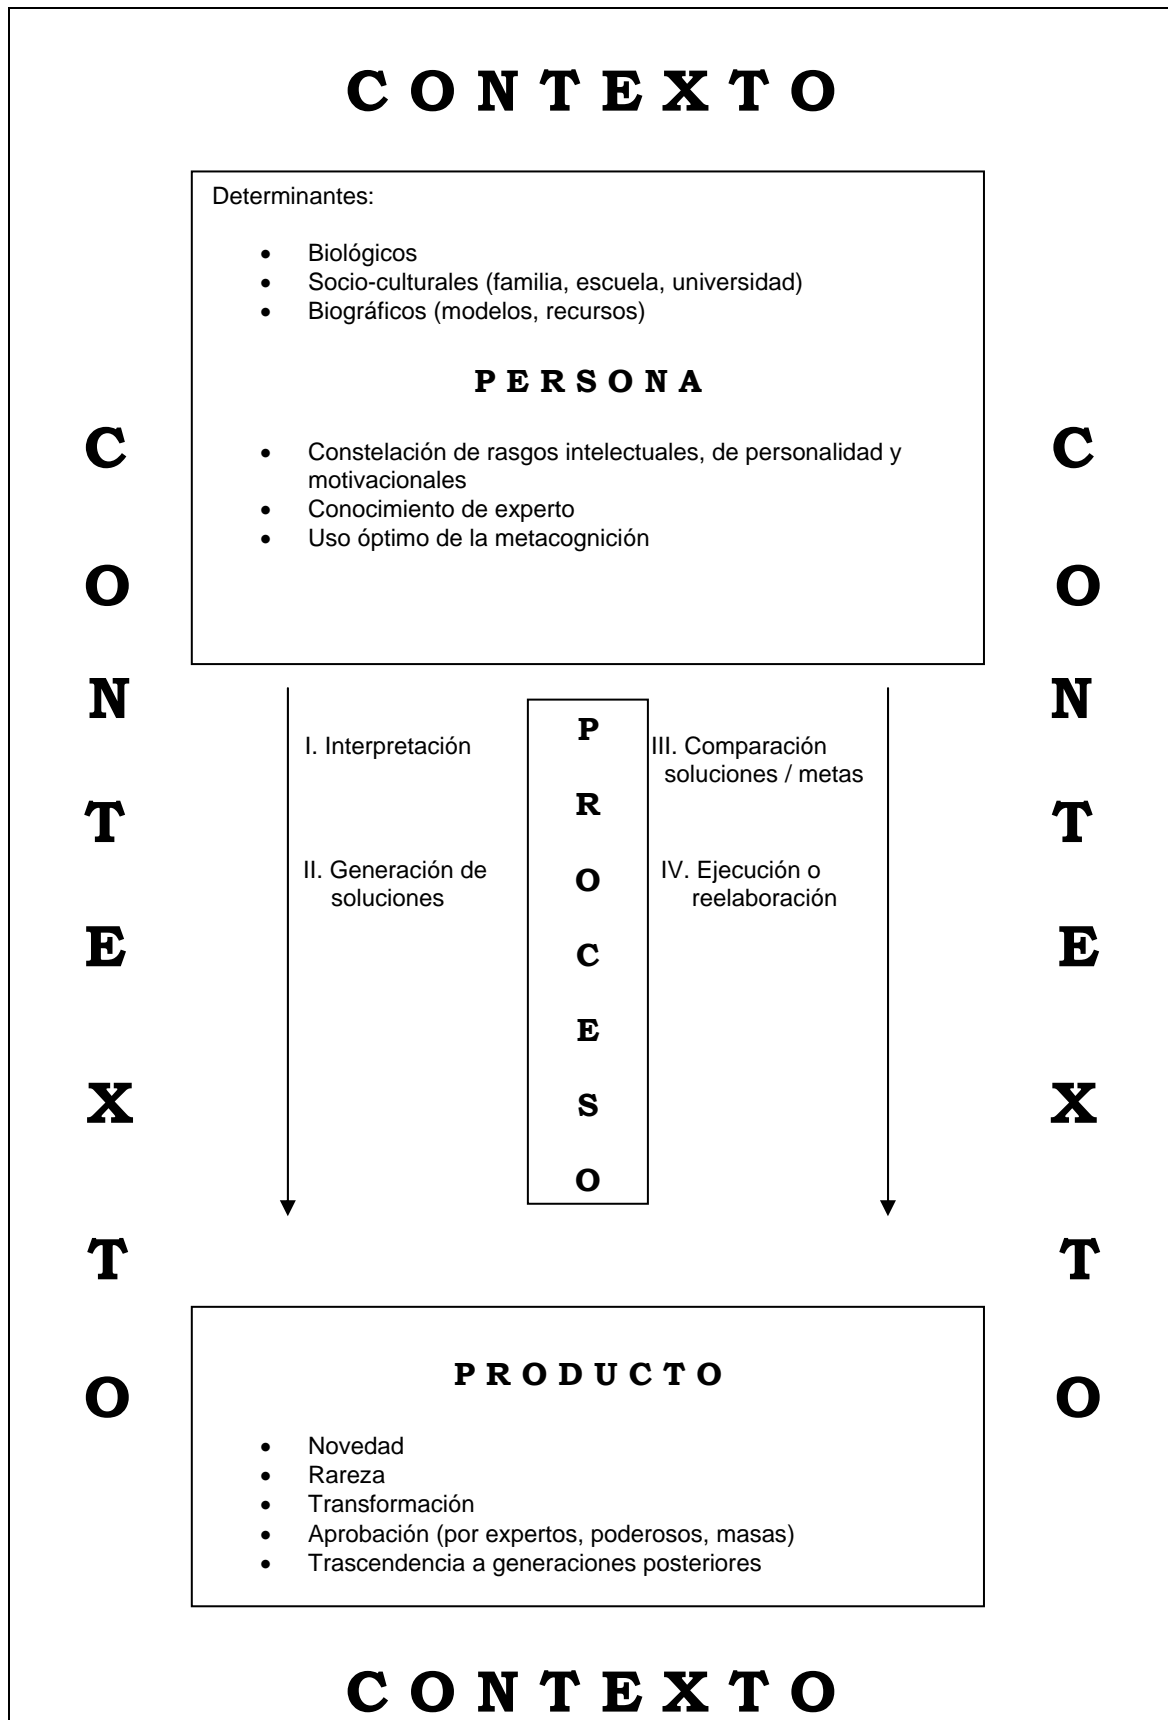 C O N T E X T O
Determinantes:
• Biológicos
• Socio-culturales (familia, escuela, universidad)
• Biográficos (modelos, recursos)
P E R S O N A
• Constelación de rasgos intelectuales, de personalidad y
motivacionales
• Conocimiento de experto
• Uso óptimo de la metacognición
C
O
N
T
E
X
T
O
I. Interpretación
II. Generación de
soluciones
P
R
O
C
E
S
O
III. Comparación
soluciones / metas
IV. Ejecución o
reelaboración
C
O
N
T
E
X
T
O
P R O D U C T O
• Novedad
• Rareza
• Transformación
• Aprobación (por expertos, poderosos, masas)
• Trascendencia a generaciones posteriores
C O N T E X T O